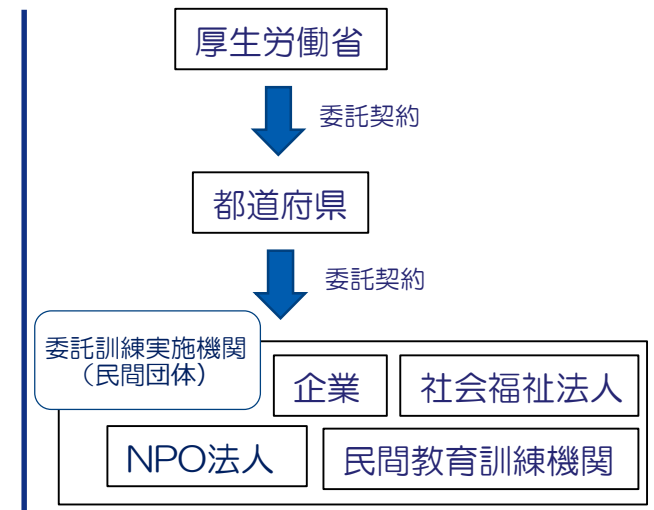 厚生労働省
委託契約
都道府県
委託契約
委託訓練実施機関
（民間団体）
企業
社会福祉法人
NPO法人
民間教育訓練機関